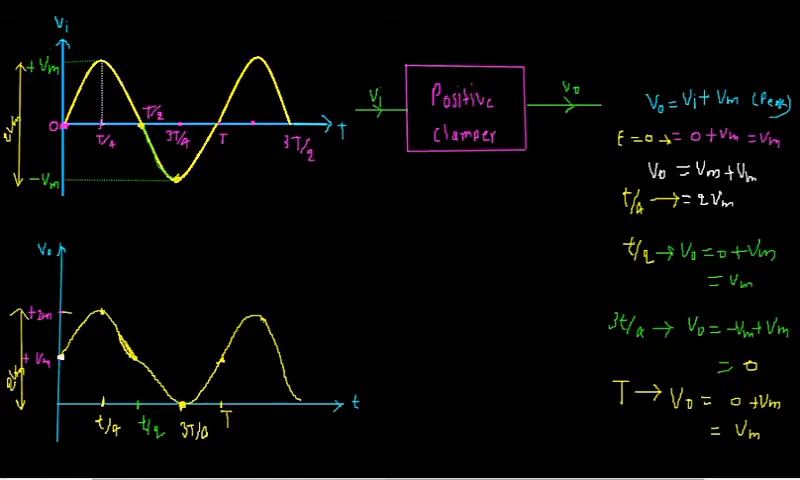 Vi
+Vm
2Vm
0
T/4
t/2
3T/4
T
3T/2
T
-Vm
Vi
Positive
clamper
Vo
Vo = Vi + Vm (Peak)
t = 0 → = 0 + Vm = Vm
Vo = Vm + Vm
t/4 → = 2Vm
t/2 → Vo = 0 + Vm
= Vm
3t/4 → Vo = -Vm + Vm
= 0
T → Vo = 0 + Vm
= Vm
Vo
+2m
+Vm
2Vm
t/4
t/2
3T/4
T
t